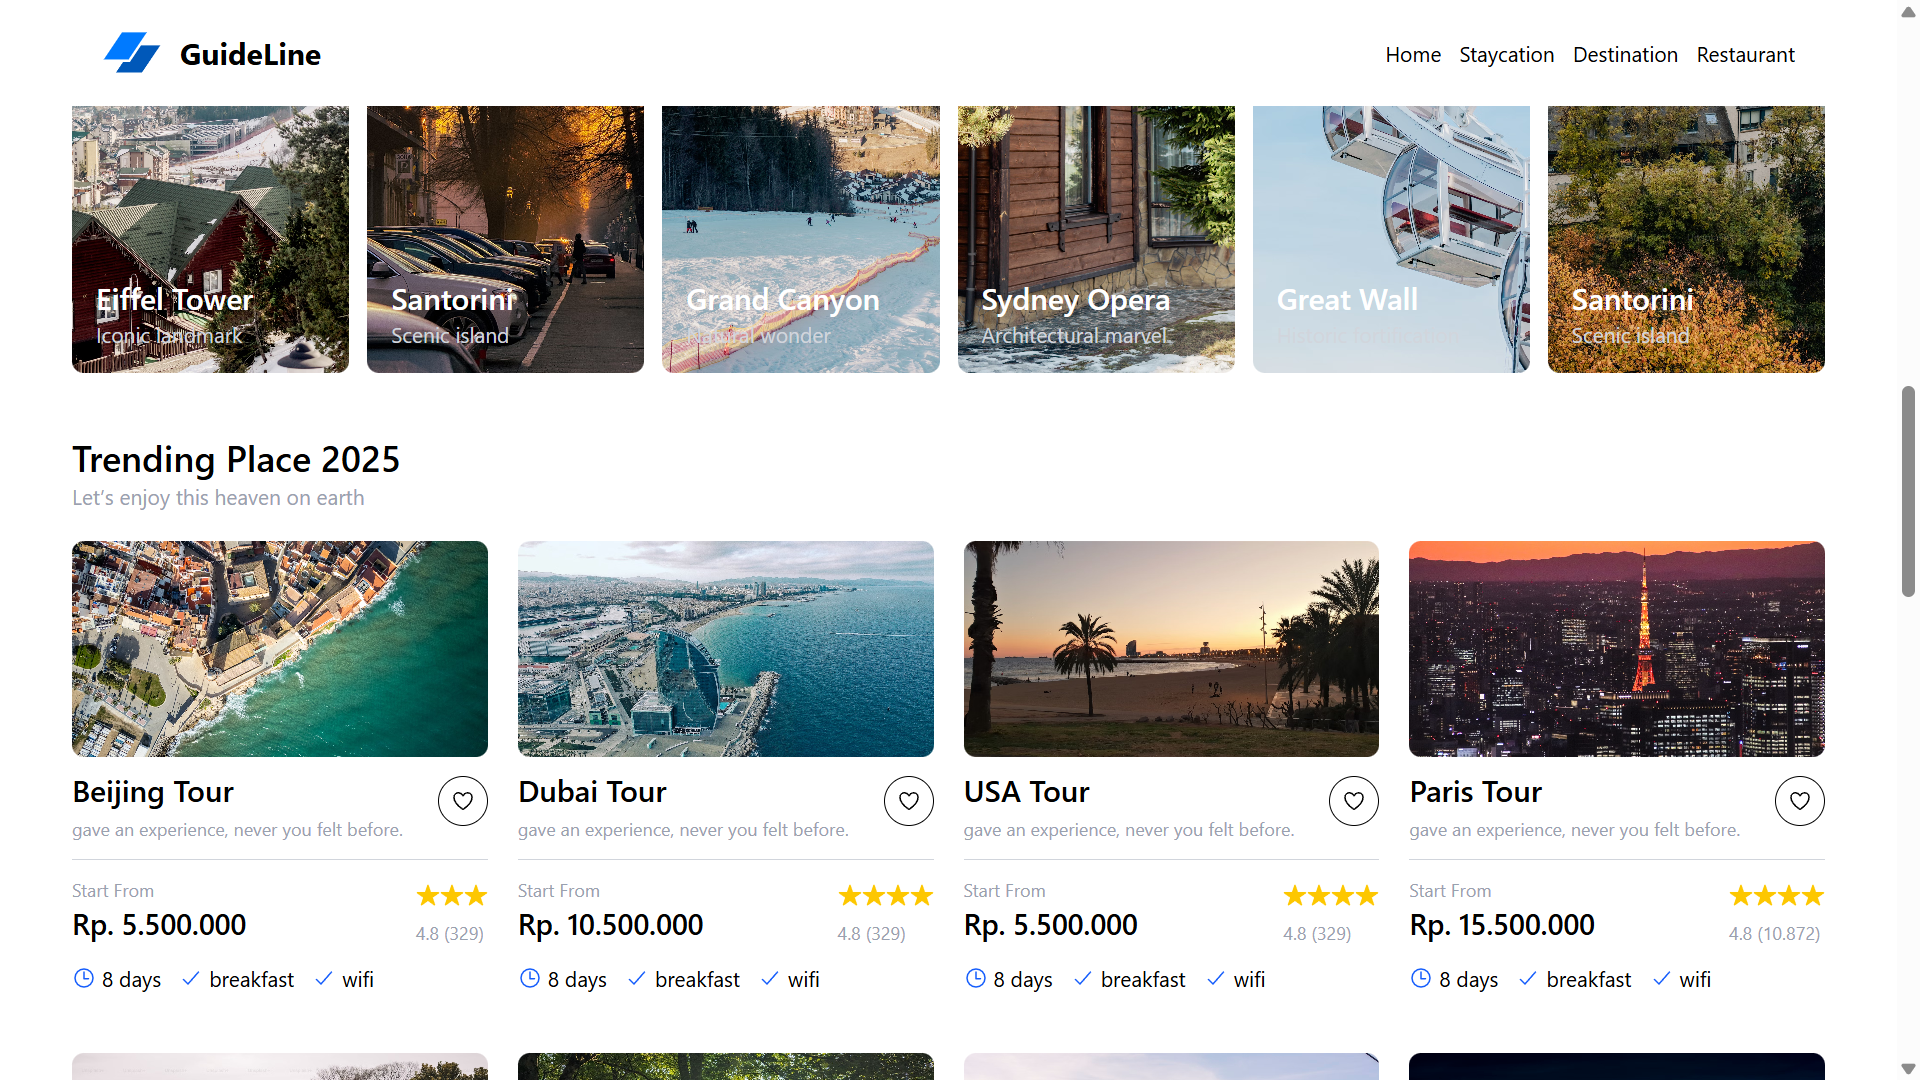 GuideLine
Home Staycation Destination Restaurant
Eiffel Tower
Iconic landmark
Santorini
Scenic island
Grand Canyon
Natural wonder
Sydney Opera
Architectural marvel
Great Wall
Historic fortification
Santorini
Scenic island
Trending Place 2025
Let’s enjoy this heaven on earth
Beijing Tour
gave an experience, never you felt before.
Start From
Rp. 5.500.000
4.8 (329)
8 days breakfast wifi
Dubai Tour
gave an experience, never you felt before.
Start From
Rp. 10.500.000
4.8 (329)
8 days breakfast wifi
USA Tour
gave an experience, never you felt before.
Start From
Rp. 5.500.000
4.8 (329)
8 days breakfast wifi
Paris Tour
gave an experience, never you felt before.
Start From
Rp. 15.500.000
4.8 (10.872)
8 days breakfast wifi